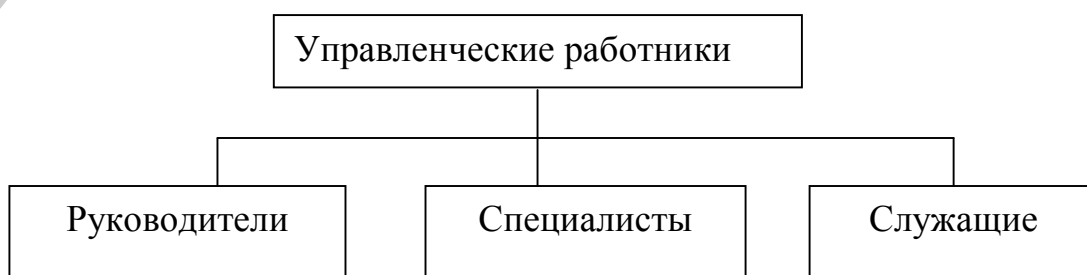 Управленческие работники
Руководители
Специалисты
Служащие